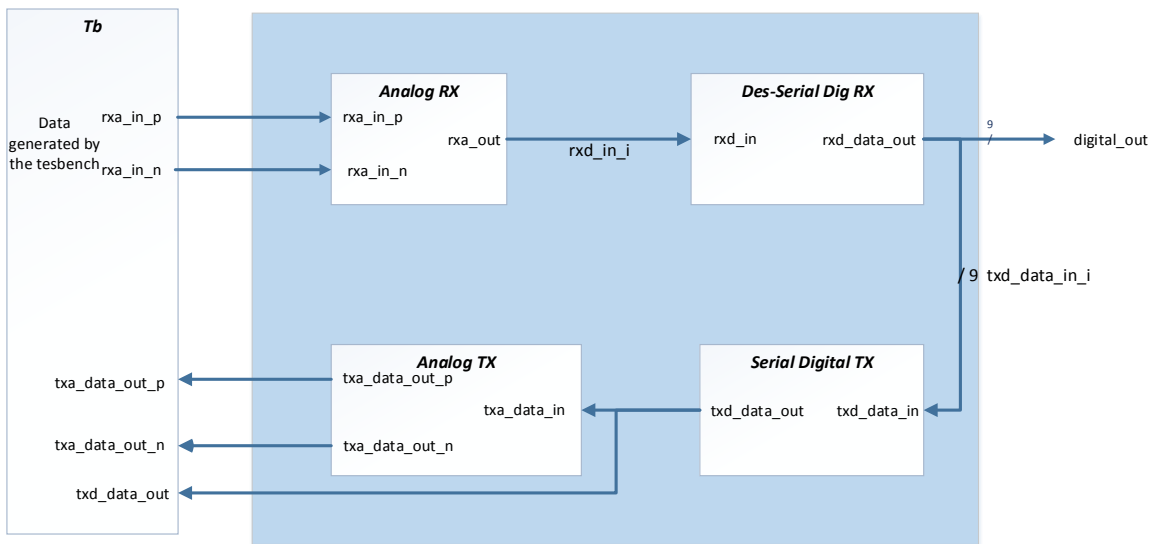 Tb
Data
generated by
the tesbench
rxa_in_p
rxa_in_n
Analog RX
rxa_in_p
rxa_out
rxa_in_n
rxd_in_i
Des-Serial Dig RX
rxd_in
rxd_data_out
9
/
digital_out
/ 9 txd_data_in_i
Analog TX
txa_data_out_p
txa_data_in
txa_data_out_n
Serial Digital TX
txd_data_out
txd_data_in
txa_data_out_p
txa_data_out_n
txd_data_out